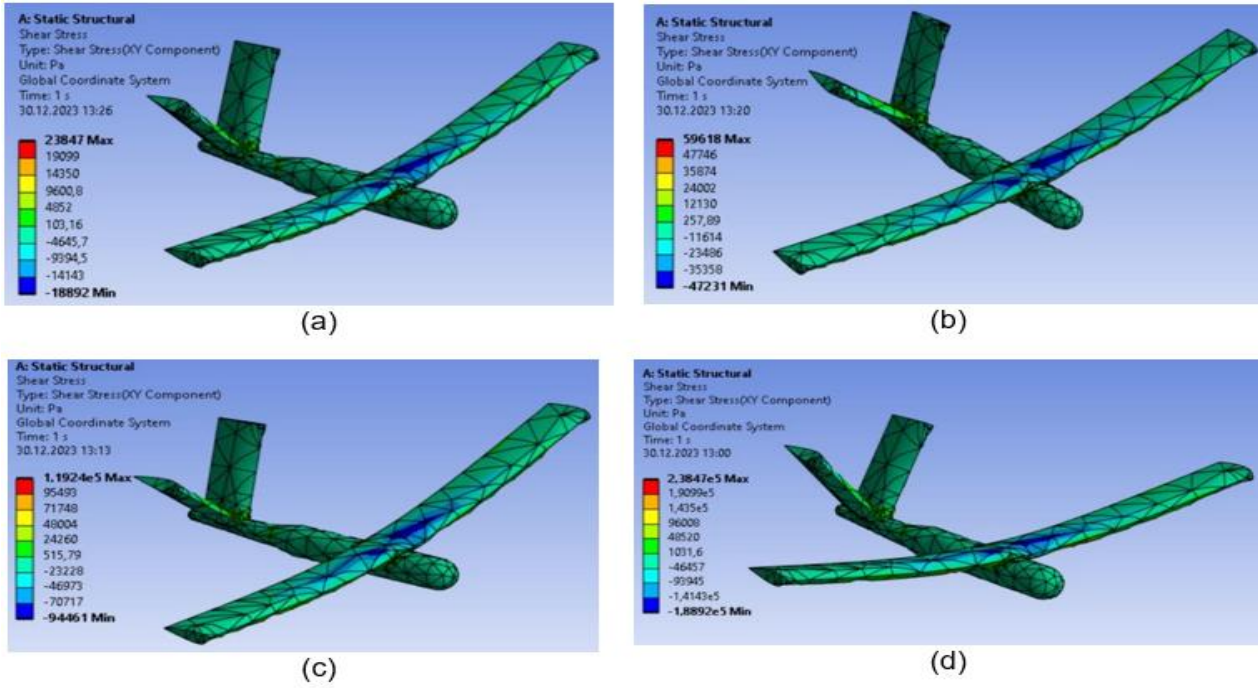 A: Static Structural
Shear Stress
Type: Shear Stress(XY Component)
Unit: Pa
Global Coordinate System
Time: 1 s
30.12.2023 13:26
23847 Max
19099
14350
9600,8
4852
103,16
-4645,7
-9394,5
-14143
-18892 Min
(a)
A: Static Structural
Shear Stress
Type: Shear Stress(XY Component)
Unit: Pa
Global Coordinate System
Time: 1 s
30.12.2023 13:20
59618 Max
47746
35874
24002
12130
257,89
-11614
-23486
-35358
-47231 Min
(b)
A: Static Structural
Shear Stress
Type: Shear Stress(XY Component)
Unit: Pa
Global Coordinate System
Time: 1 s
30.12.2023 13:13
1,1924e5 Max
95493
71748
48004
24260
515,79
-23228
-46973
-70717
-94461 Min
(c)
A: Static Structural
Shear Stress
Type: Shear Stress(XY Component)
Unit: Pa
Global Coordinate System
Time: 1 s
30.12.2023 13:00
2,3847e5 Max
1,9099e5
1,435e5
96008
48520
1031,6
-46457
-93945
-1,4143e5
-1,8892e5 Min
(d)